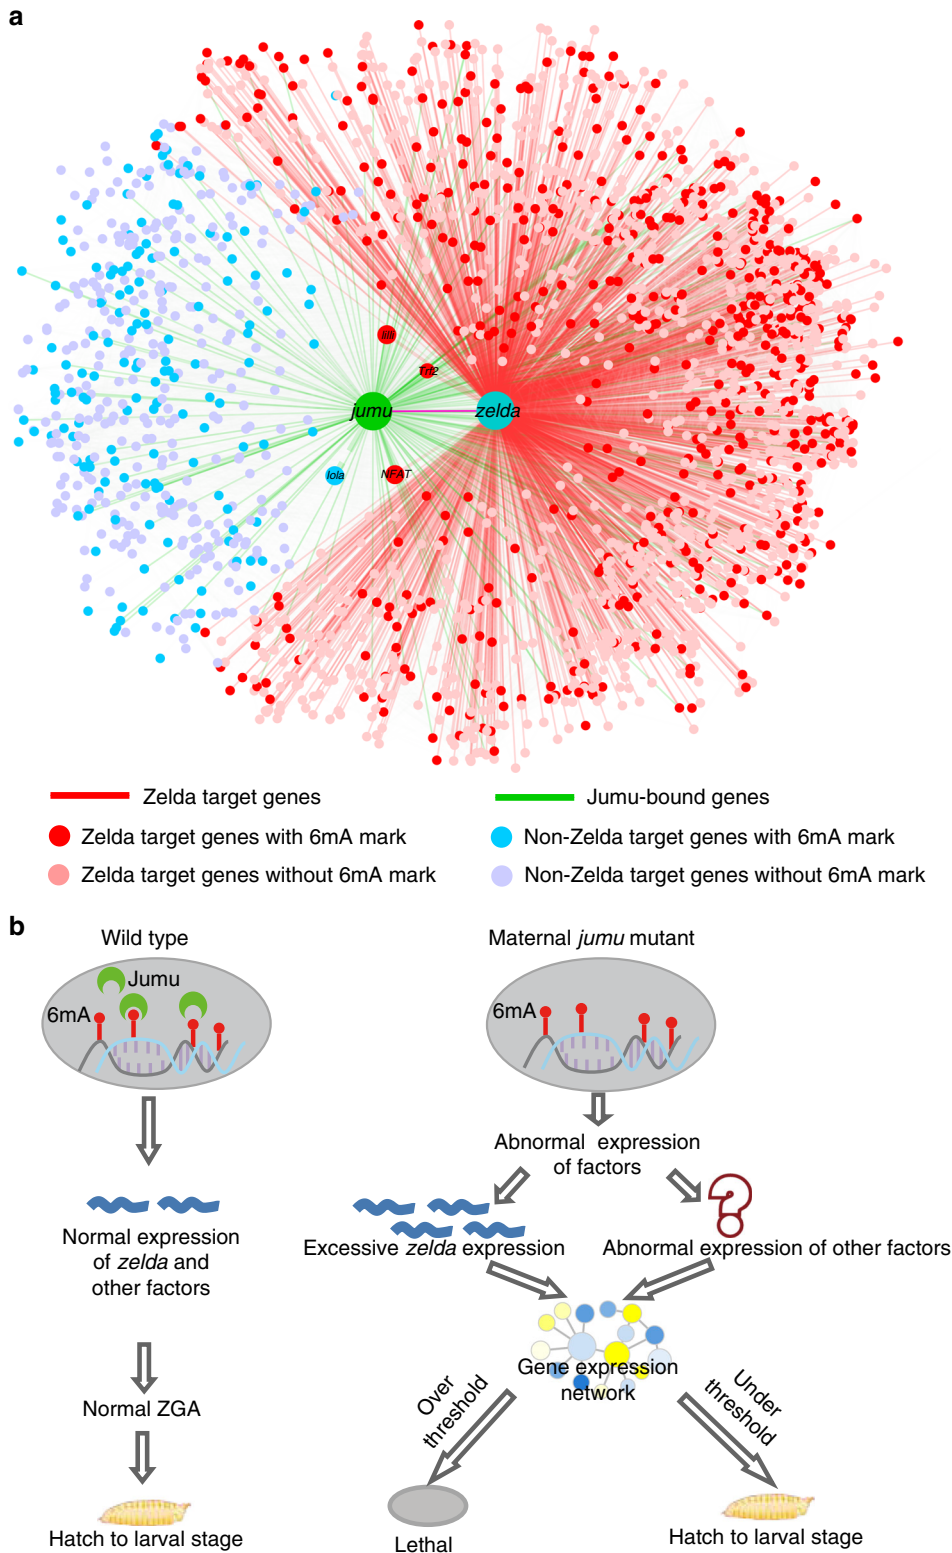 a
ifli
Trl2
jumu
zelda
lola
NFAT
Zelda target genes
Jumu-bound genes
Zelda target genes with 6mA mark
Non-Zelda target genes with 6mA mark
Zelda target genes without 6mA mark
Non-Zelda target genes without 6mA mark
b
Wild type
Jumu
6mA
Normal expression
of zelda and
other factors
Normal ZGA
Hatch to larval stage
Maternal jumu mutant
6mA
Abnormal expression
of factors
Excessive zelda expression
Abnormal expression of other factors
Gene expression
network
Over
threshold
Under
threshold
Lethal
Hatch to larval stage